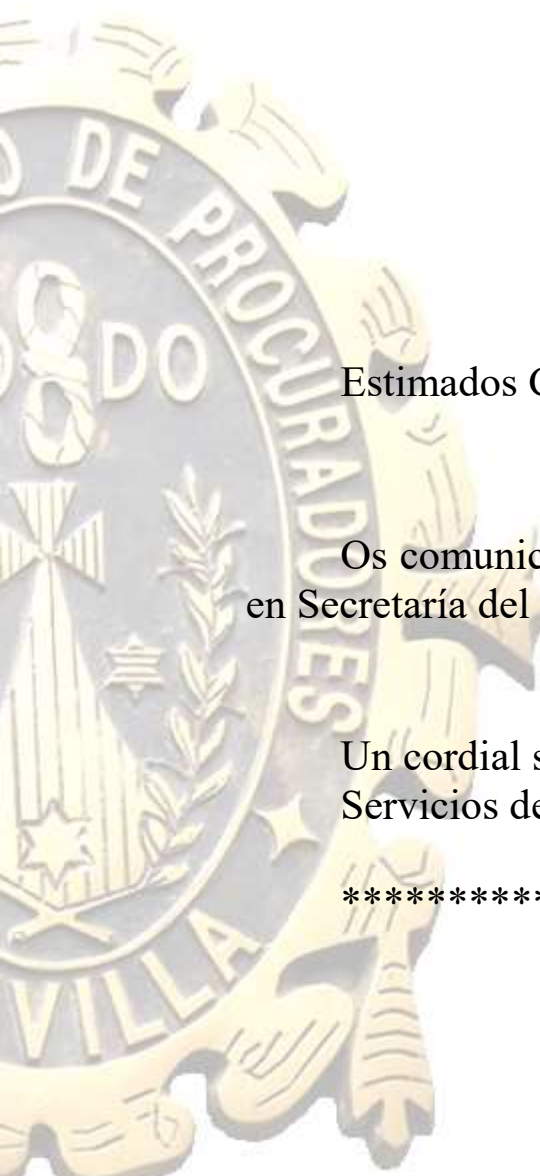 DE PROCURADORES
DO
VILLA
Estimados
Os comunic
en Secretaría del
Un cordial s
Servicios de
**********